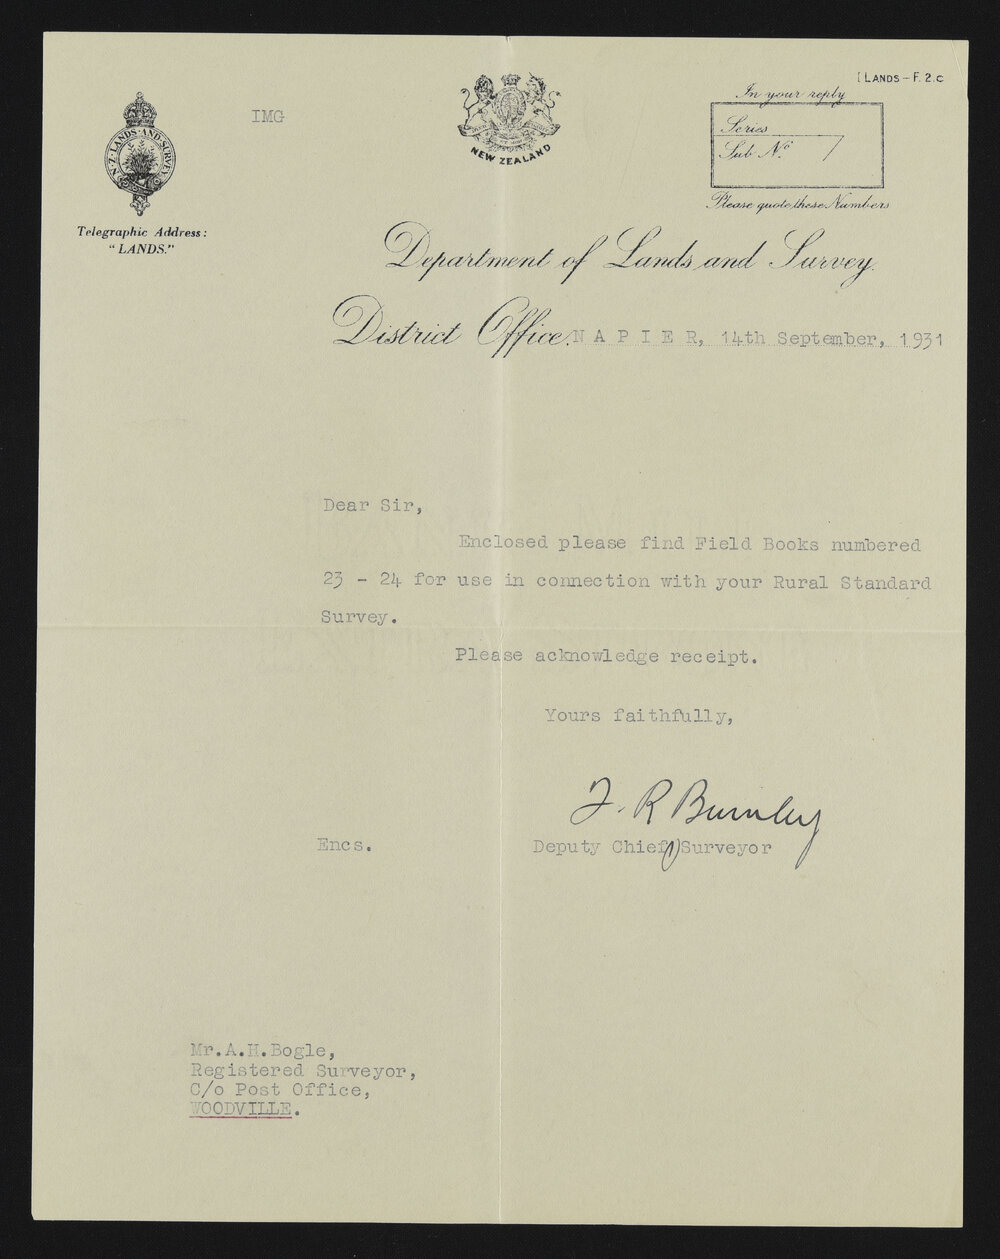 [ LANDS – F. 2. c
IMG
N·Z·LANDS·AND·SURVEY
NEW ZEALAND
In your reply
Series
Sub No. /
Please quote these Numbers
Telegraphic Address:
"LANDS."
Department of Lands and Survey.
District Office. N A P I E R, 14th September, 1931
Dear Sir,
Enclosed please find Field Books numbered
23 - 24 for use in connection with your Rural Standard
Survey.
Please acknowledge receipt.
Yours faithfully,
F. R Burnley
Encs.
Deputy Chief Surveyor
Mr.A.H.Bogle,
Registered Surveyor,
C/o Post Office,
WOODVILLE.